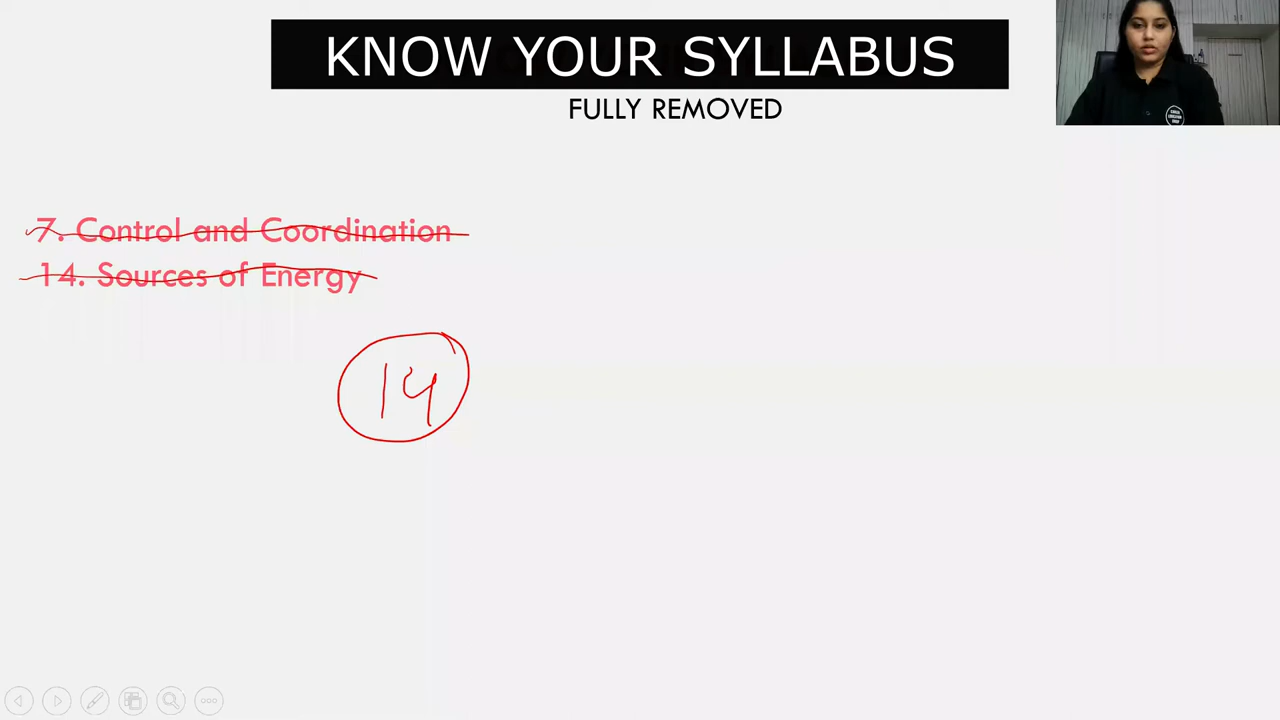 KNOW YOUR SYLLABUS
FULLY REMOVED
7. Control and Coordination
14. Sources of Energy
14